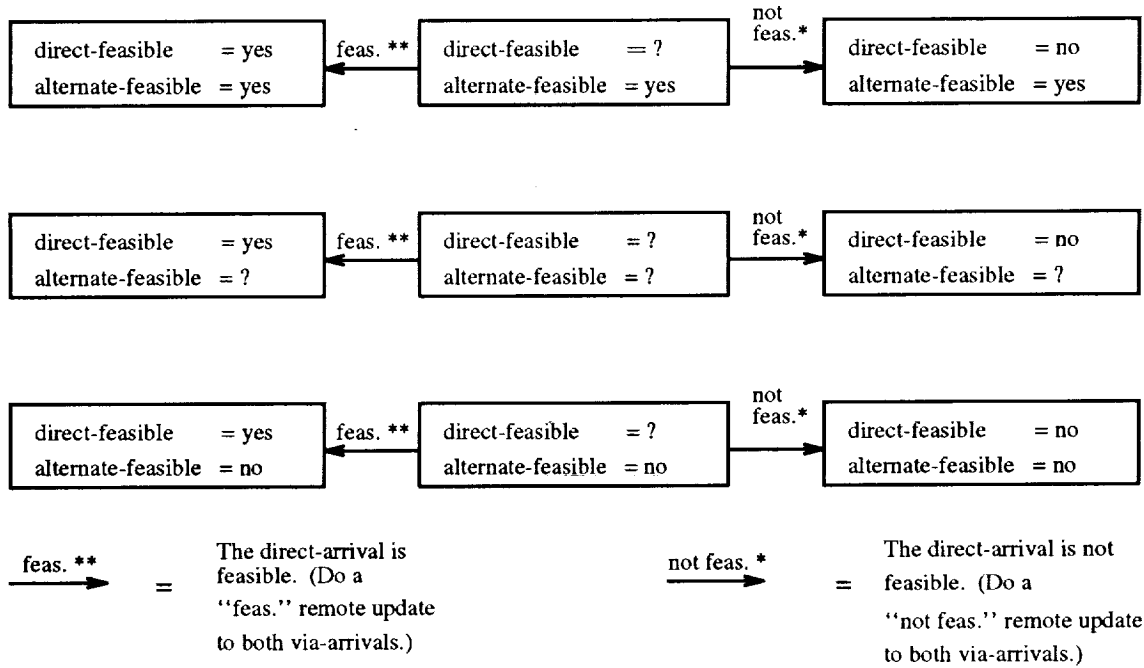 not
feas.*
direct-feasible = yes
alternate-feasible = yes
feas. **
direct-feasible = ?
alternate-feasible = yes
direct-feasible = no
alternate-feasible = yes
not
feas.*
direct-feasible = yes
alternate-feasible = ?
feas. **
direct-feasible = ?
alternate-feasible = ?
direct-feasible = no
alternate-feasible = ?
not
feas.*
direct-feasible = yes
alternate-feasible = no
feas. **
direct-feasible = ?
alternate-feasible = no
direct-feasible = no
alternate-feasible = no
feas. **
=
The direct-arrival is
feasible. (Do a
‘‘feas.’’ remote update
to both via-arrivals.)
not feas. *
=
The direct-arrival is not
feasible. (Do a
‘‘not feas.’’ remote update
to both via-arrivals.)